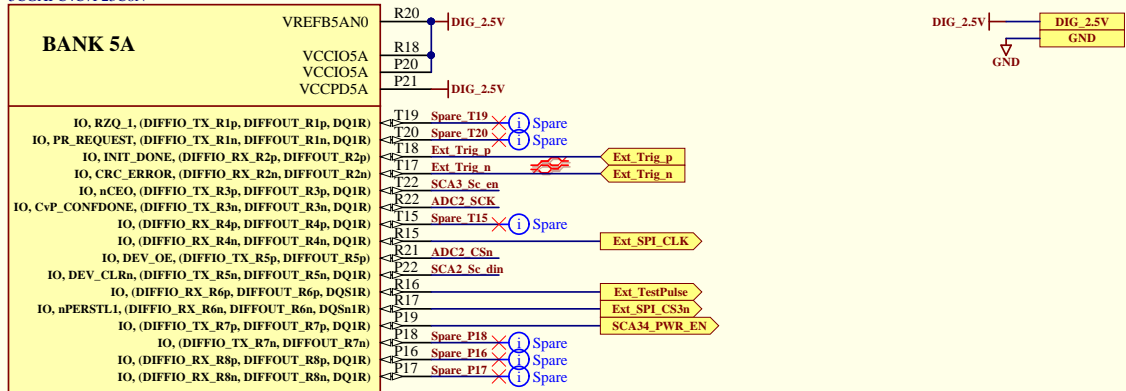 VREFB5AN0 R20 DIG_2.5V DIG_2.5V DIG_2.5V
BANK 5A GND
VCCIO5A R18 GND
VCCIO5A P20
VCCPD5A P21 DIG_2.5V
IO, RZQ_1, (DIFFIO_TX_R1p, DIFFOUT_R1p, DQ1R) T19 Spare_T19 i Spare
IO, PR_REQUEST, (DIFFIO_TX_R1n, DIFFOUT_R1n, DQ1R) T20 Spare_T20 i Spare
IO, INIT_DONE, (DIFFIO_RX_R2p, DIFFOUT_R2p) T18 Ext_Trig_p Ext_Trig_p
IO, CRC_ERROR, (DIFFIO_RX_R2n, DIFFOUT_R2n) T17 Ext_Trig_n Ext_Trig_n
IO, nCEO, (DIFFIO_TX_R3p, DIFFOUT_R3p, DQ1R) T22 SCA3_Sc_en
IO, CvP_CONFDONE, (DIFFIO_TX_R3n, DIFFOUT_R3n, DQ1R) R22 ADC2_SCK
IO, (DIFFIO_RX_R4p, DIFFOUT_R4p, DQ1R) T15 Spare_T15 i Spare
IO, (DIFFIO_RX_R4n, DIFFOUT_R4n, DQ1R) R15 Ext_SPI_CLK
IO, DEV_OE, (DIFFIO_TX_R5p, DIFFOUT_R5p) R21 ADC2_CSn
IO, DEV_CLRn, (DIFFIO_TX_R5n, DIFFOUT_R5n, DQ1R) P22 SCA2_Sc_din
IO, (DIFFIO_RX_R6p, DIFFOUT_R6p, DQS1R) R16 Ext_TestPulse
IO, nPERSTL1, (DIFFIO_RX_R6n, DIFFOUT_R6n, DQSn1R) R17 Ext_SPI_CS3n
IO, (DIFFIO_TX_R7p, DIFFOUT_R7p, DQ1R) P19 SCA34_PWR_EN
IO, (DIFFIO_TX_R7n, DIFFOUT_R7n) P18 Spare_P18 i Spare
IO, (DIFFIO_RX_R8p, DIFFOUT_R8p, DQ1R) P16 Spare_P16 i Spare
IO, (DIFFIO_RX_R8n, DIFFOUT_R8n, DQ1R) P17 Spare_P17 i Spare